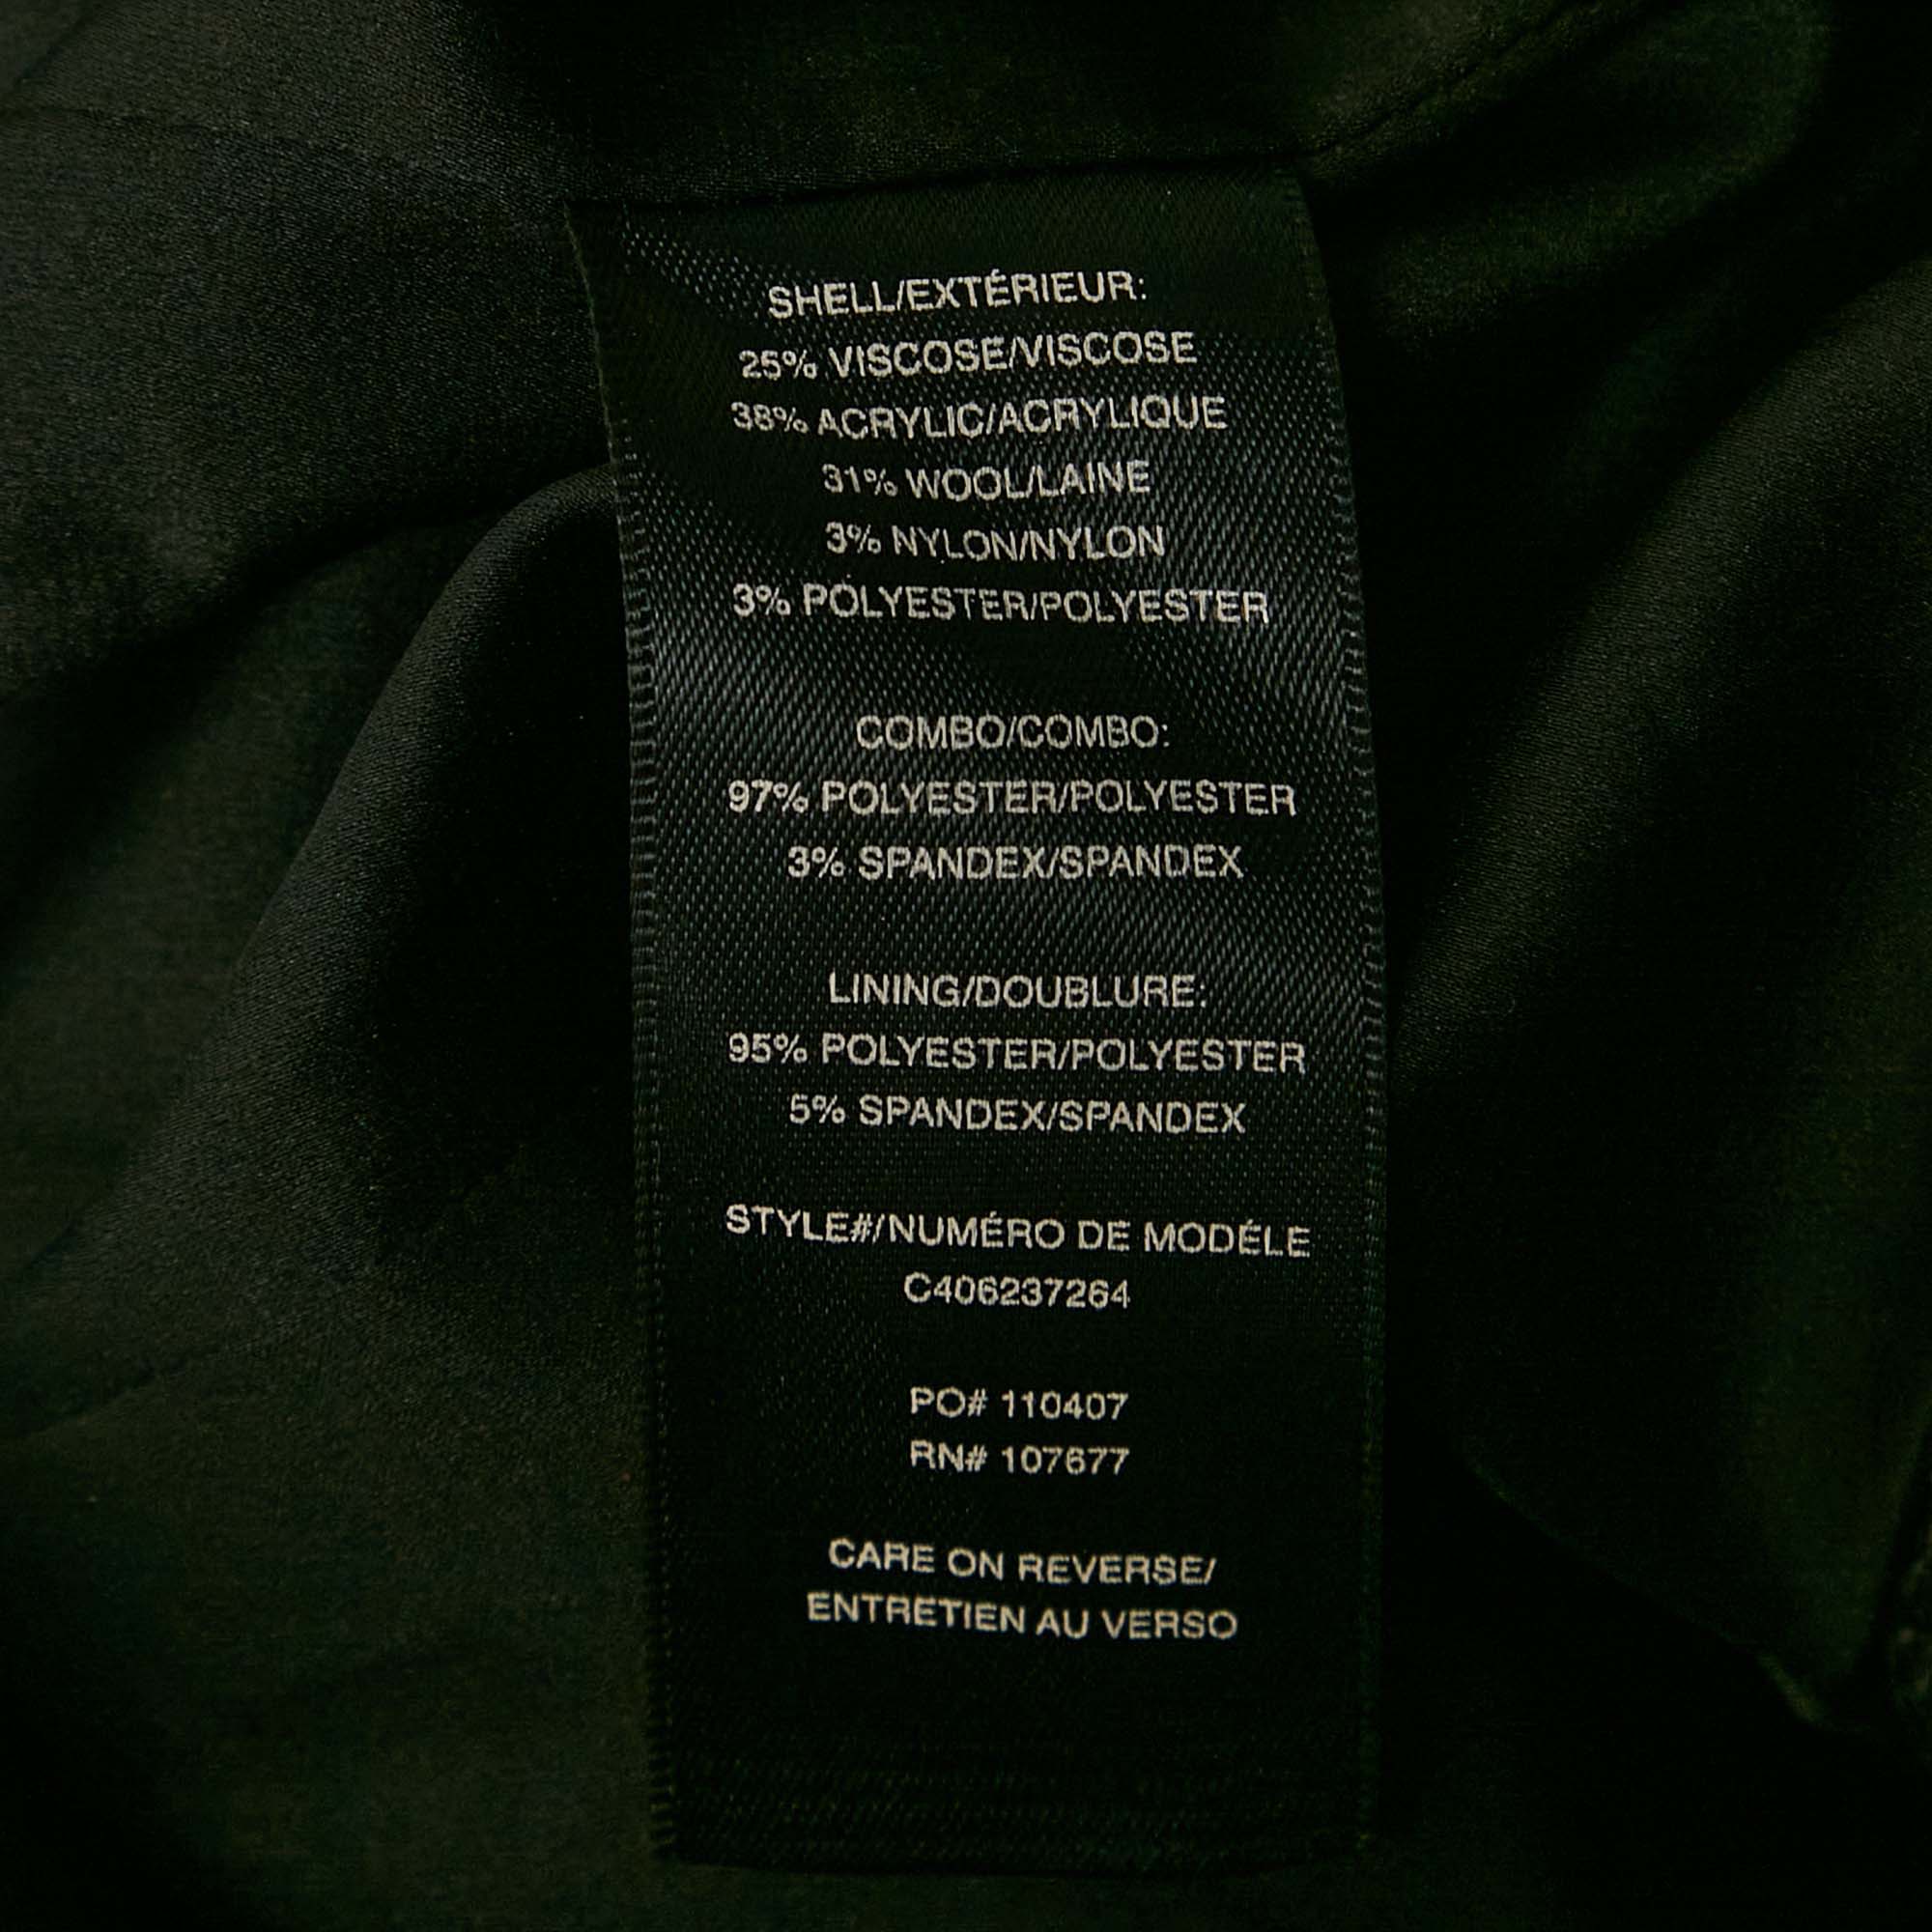 SHELL/EXTÉRIEUR:
25% VISCOSE/VISCOSE
38% ACRYLIC/ACRYLIQUE
31% WOOL/LAINE
3% NYLON/NYLON
3% POLYESTER/POLYESTER
COMBO/COMBO:
97% POLYESTER/POLYESTER
3% SPANDEX/SPANDEX
LINING/DOUBLURE:
95% POLYESTER/POLYESTER
5% SPANDEX/SPANDEX
STYLE#/NUMÉRO DE MODÉLE
C406237264
PO# 110407
RN# 107677
CARE ON REVERSE/
ENTRETIEN AU VERSO